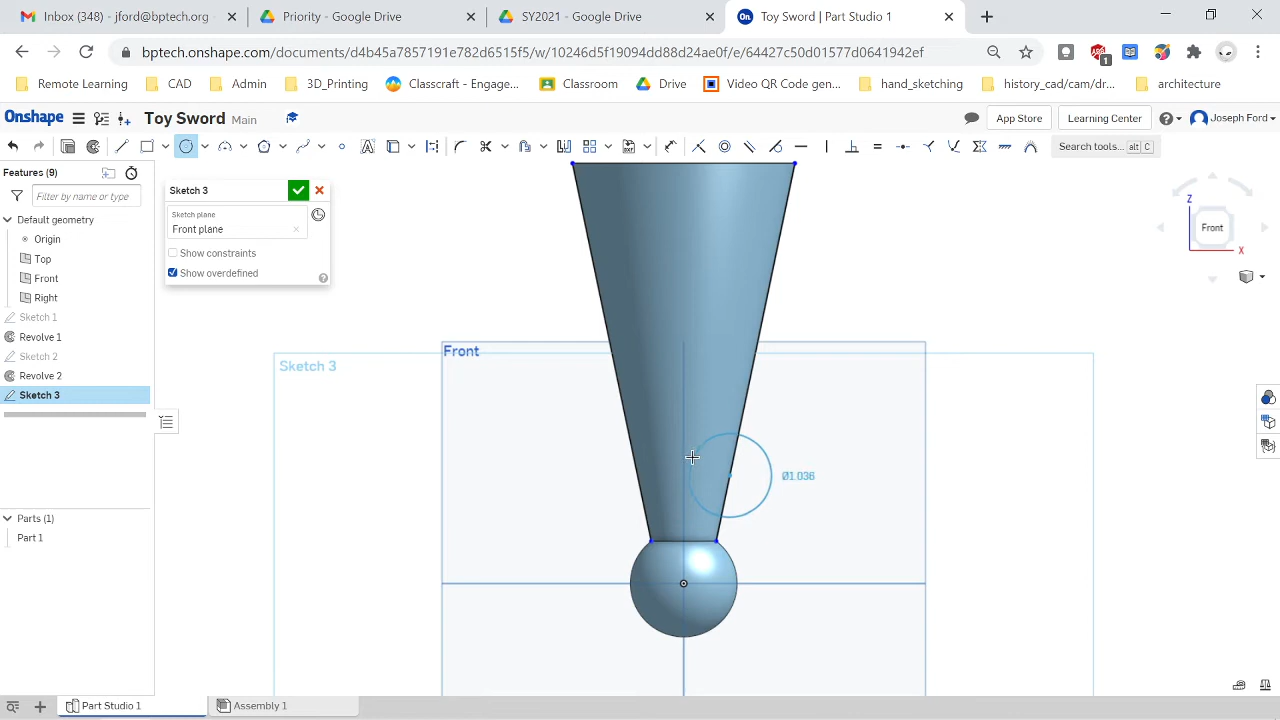 Inbox (348) - jford@bptech.org
Priority - Google Drive
SY2021 - Google Drive
Toy Sword | Part Studio 1
bptech.onshape.com/documents/d4b45a7857191e782d6515f5/w/10246d5f19094dd88d24ae0f/e/64427c50d01577d0641942ef
1
Remote Learning
CAD
Admin
3D_Printing
Classcraft - Engage...
Classroom
Drive
Video QR Code gen...
hand_sketching
history_cad/cam/dr...
architecture
Onshape
Toy Sword
Main
App Store
Learning Center
Joseph Ford
Search tools...
alt
C
Features (9)
Filter by name or type
Default geometry
Origin
Top
Front
Right
Sketch 1
Revolve 1
Sketch 2
Revolve 2
Sketch 3
Parts (1)
Part 1
Sketch 3
Sketch plane
Front plane
Show constraints
Show overdefined
Front
Sketch 3
Ø1.036
Z
Front
X
Part Studio 1
Assembly 1